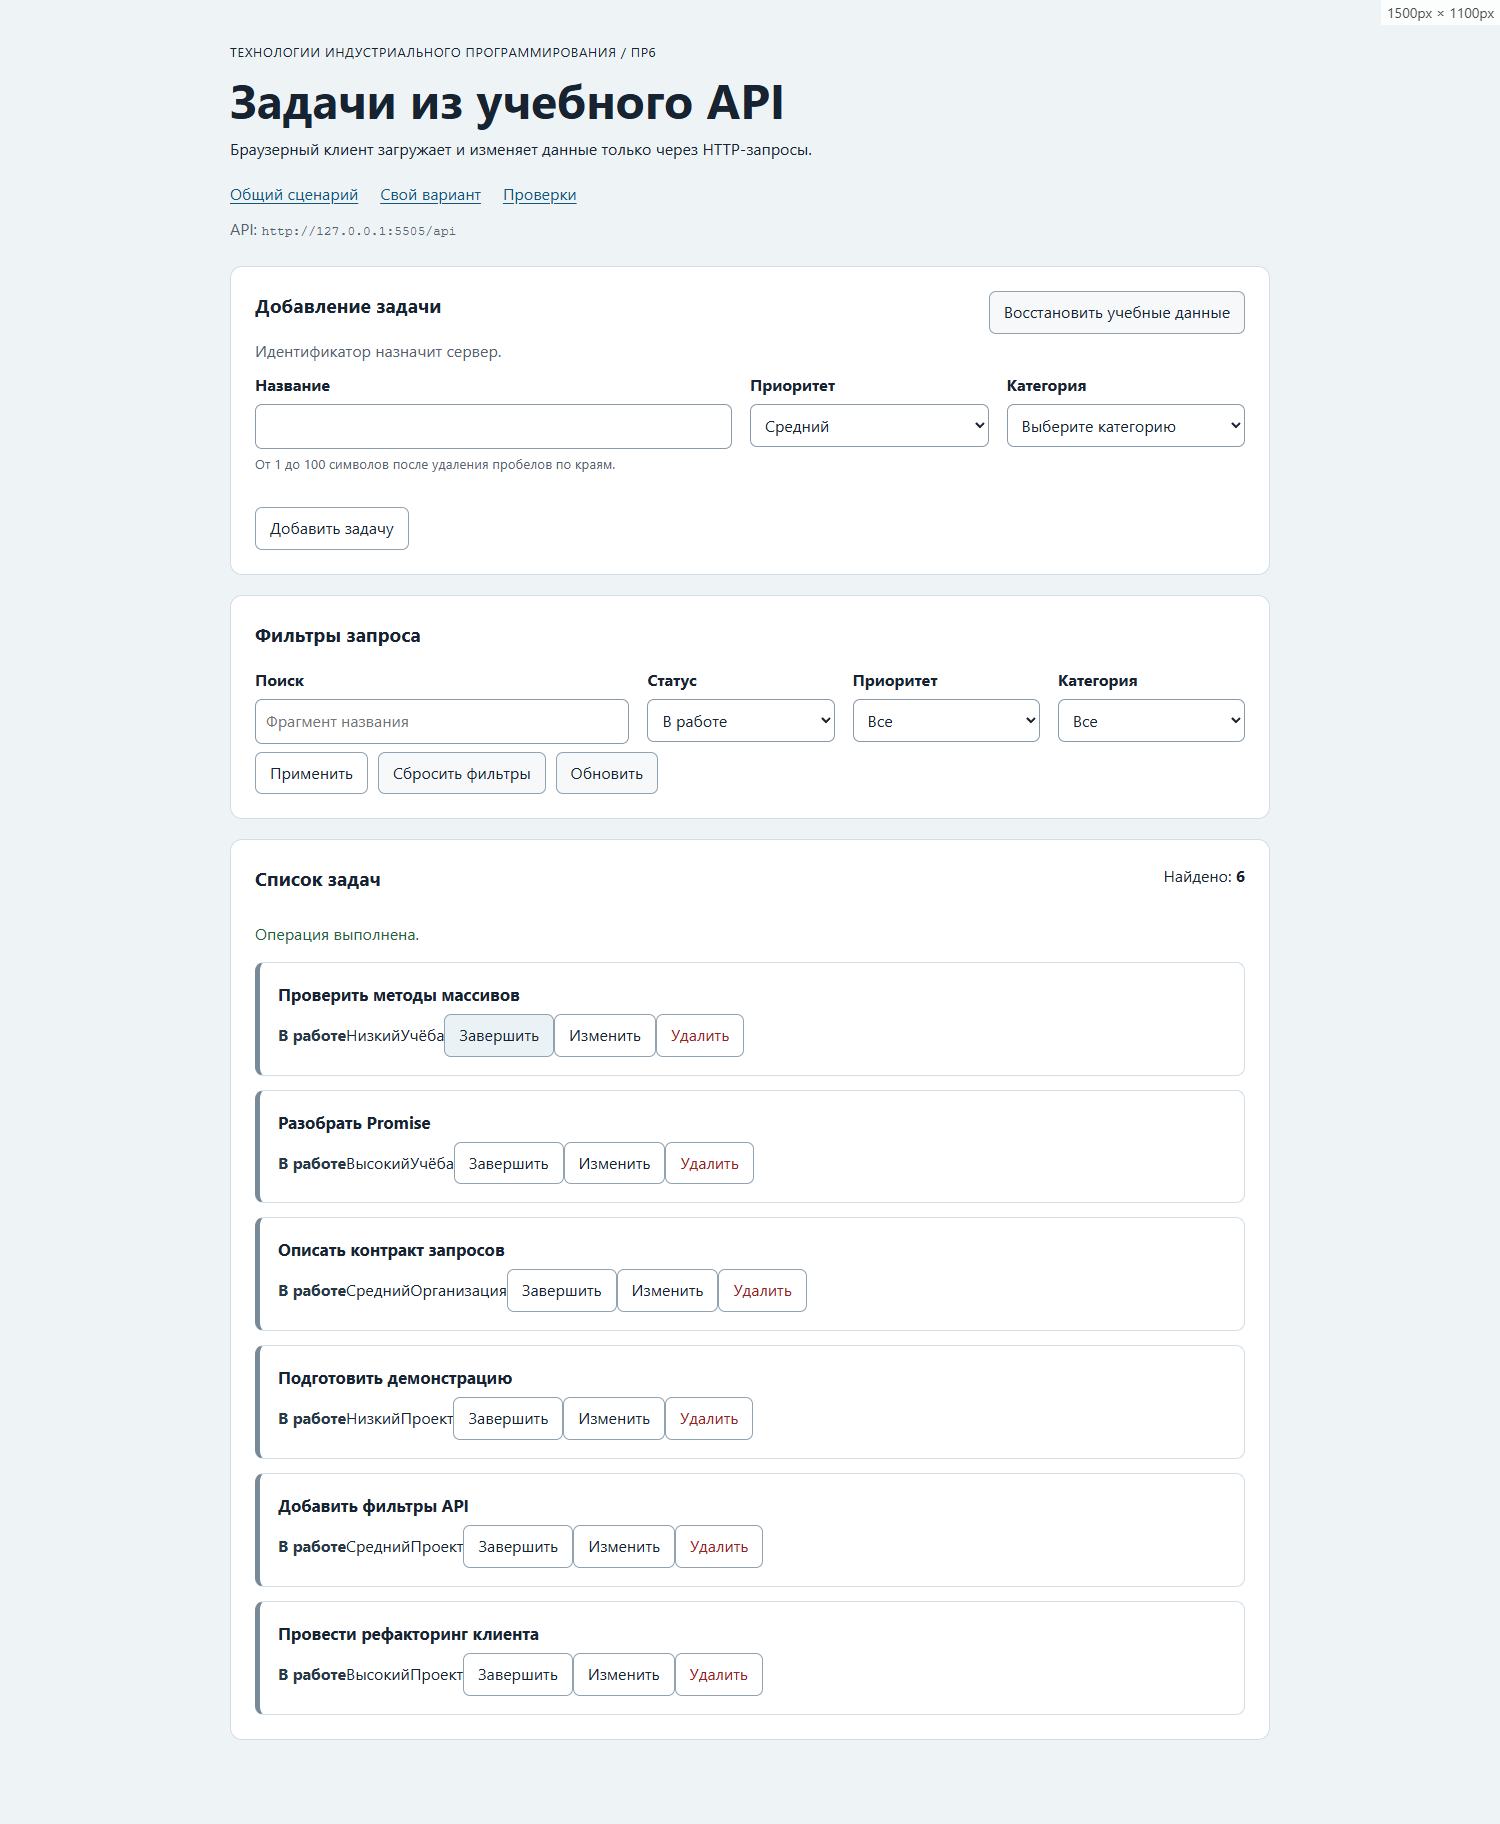 1500px × 1100px
ТЕХНОЛОГИИ ИНДУСТРИАЛЬНОГО ПРОГРАММИРОВАНИЯ / ПР6
Задачи из учебного API
Браузерный клиент загружает и изменяет данные только через HTTP-запросы.
Общий сценарий Свой вариант Проверки
API: http://127.0.0.1:5505/api
Добавление задачи Восстановить учебные данные
Идентификатор назначит сервер.
Название Приоритет Категория
Средний Выберите категорию
От 1 до 100 символов после удаления пробелов по краям.
Добавить задачу
Фильтры запроса
Поиск Статус Приоритет Категория
Фрагмент названия В работе Все Все
Применить Сбросить фильтры Обновить
Список задач Найдено: 6
Операция выполнена.
Проверить методы массивов
В работеНизкийУчёба Завершить Изменить Удалить
Разобрать Promise
В работеВысокийУчёба Завершить Изменить Удалить
Описать контракт запросов
В работеСреднийОрганизация Завершить Изменить Удалить
Подготовить демонстрацию
В работеНизкийПроект Завершить Изменить Удалить
Добавить фильтры API
В работеСреднийПроект Завершить Изменить Удалить
Провести рефакторинг клиента
В работеВысокийПроект Завершить Изменить Удалить